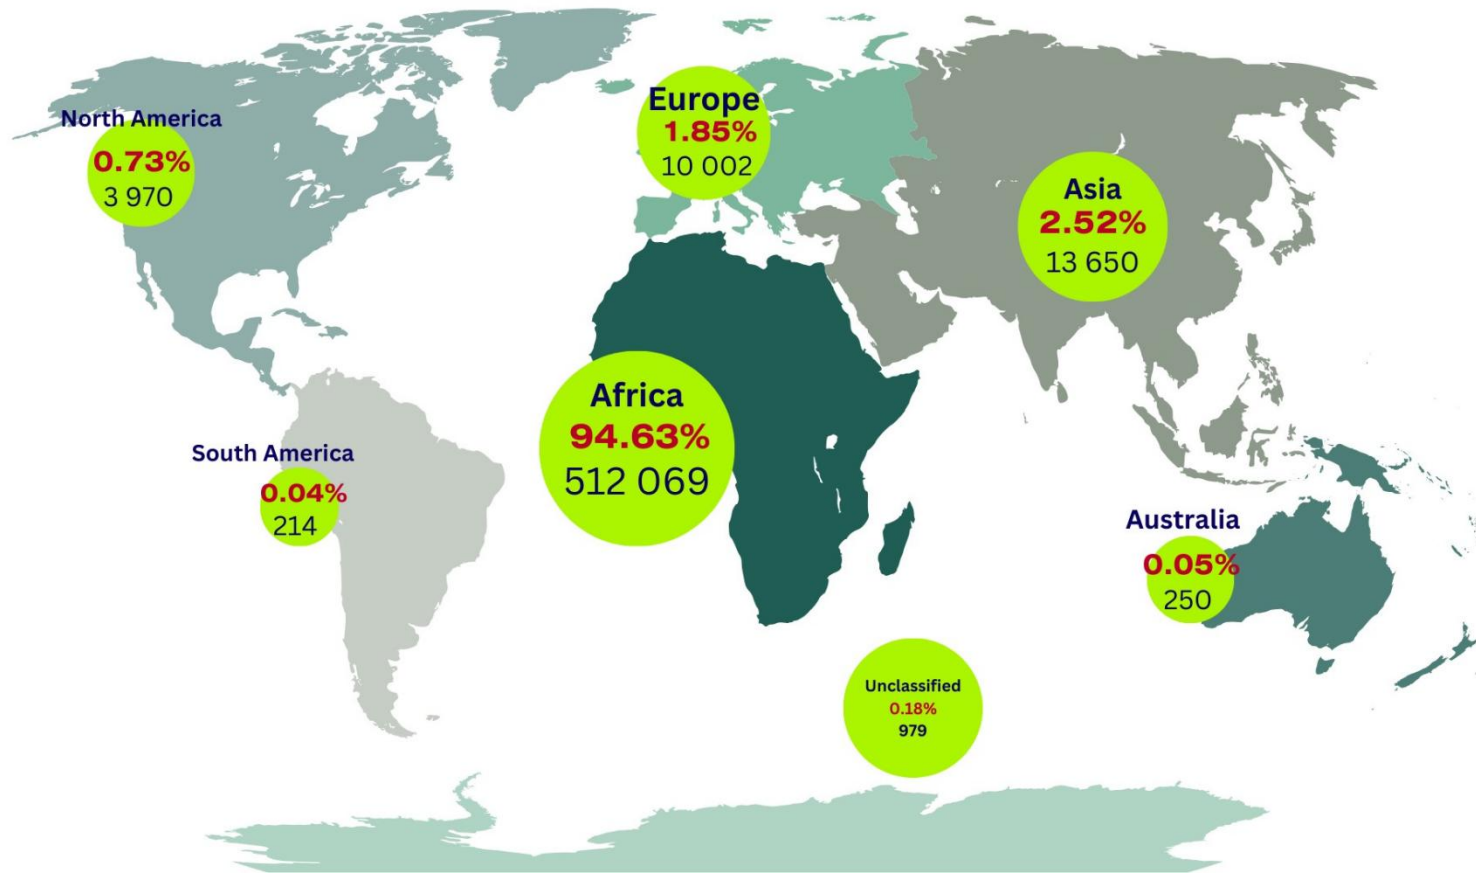 North America
0.73%
3 970
Europe
1.85%
10 002
Asia
2.52%
13 650
Africa
94.63%
512 069
South America
0.04%
214
Australia
0.05%
250
Unclassified
0.18%
979